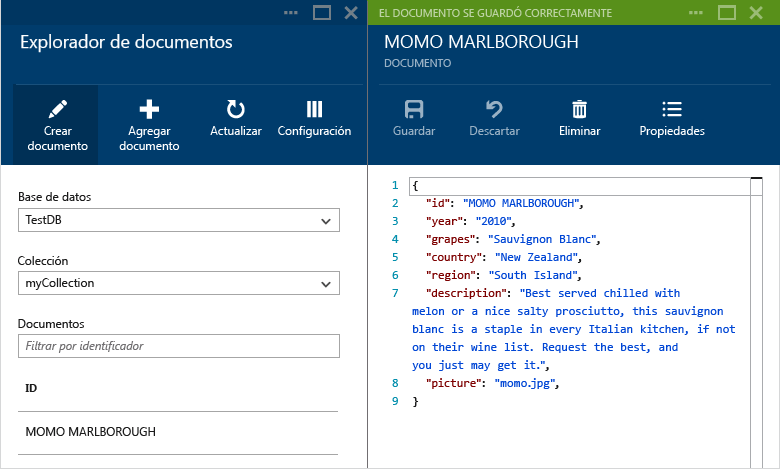 Explorador de documentos
Crear
documento
Agregar
documento
Actualizar
Configuración
Base de datos
TestDB
Colección
myCollection
Documentos
Filtrar por identificador
ID
MOMO MARLBOROUGH
EL DOCUMENTO SE GUARDÓ CORRECTAMENTE
MOMO MARLBOROUGH
DOCUMENTO
Guardar
Descartar
Eliminar
Propiedades
1 {
2 "id": "MOMO MARLBOROUGH",
3 "year": "2010",
4 "grapes": "Sauvignon Blanc",
5 "country": "New Zealand",
6 "region": "South Island",
7 "description": "Best served chilled with
melon or a nice salty prosciutto, this sauvignon
blanc is a staple in every Italian kitchen, if not
on their wine list. Request the best, and
you just may get it.",
8 "picture": "momo.jpg",
9 }